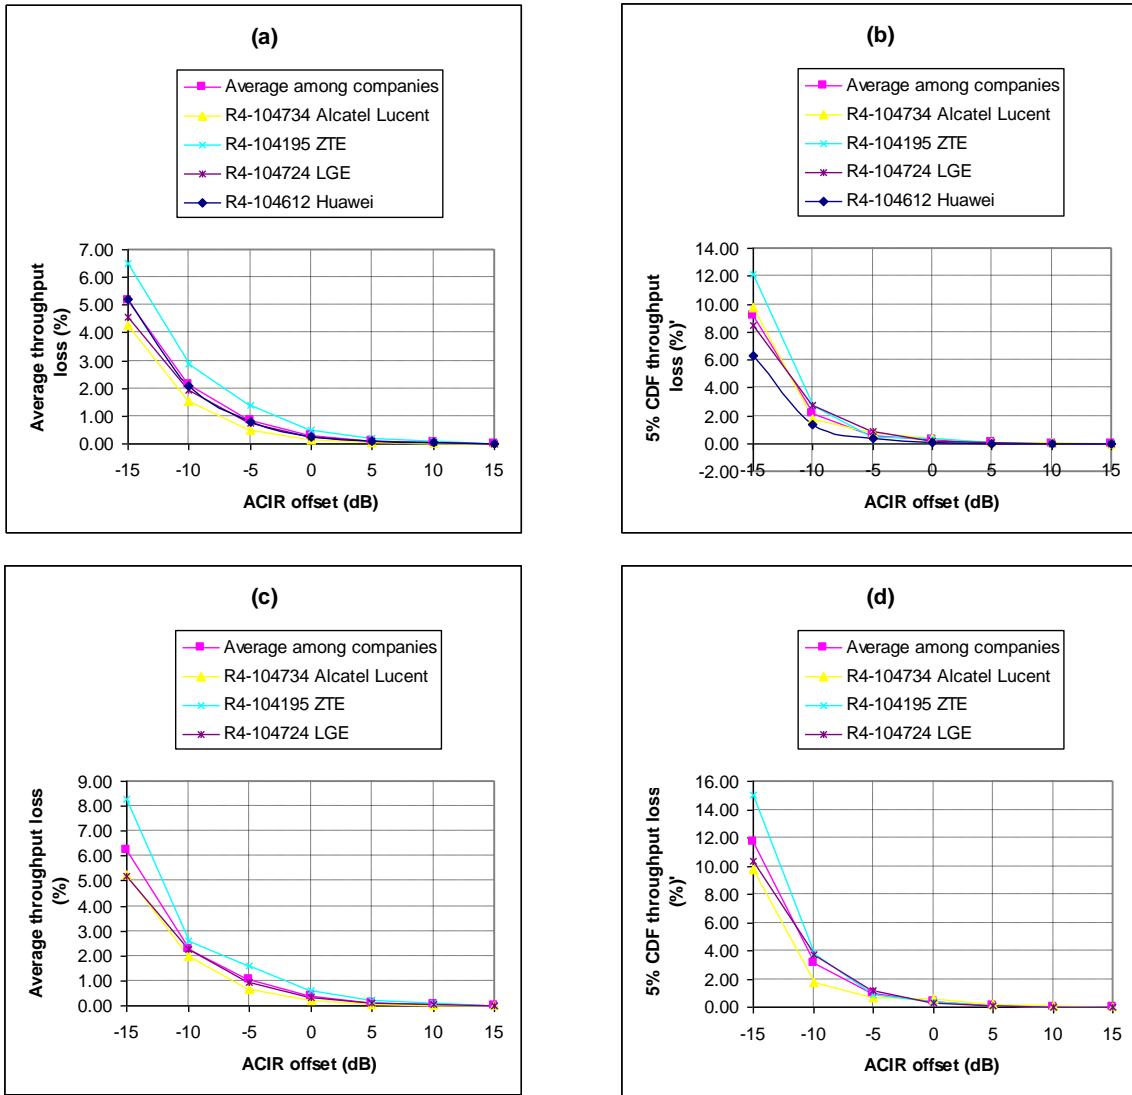 (a)
Average among companies
R4-104734 Alcatel Lucent
R4-104195 ZTE
R4-104724 LGE
R4-104612 Huawei
Average throughput
loss (%)
7.00
6.00
5.00
4.00
3.00
2.00
1.00
0.00
-15 -10 -5 0 5 10 15
ACIR offset (dB)
(b)
Average among companies
R4-104734 Alcatel Lucent
R4-104195 ZTE
R4-104724 LGE
R4-104612 Huawei
5% CDF throughput
loss (%)'
14.00
12.00
10.00
8.00
6.00
4.00
2.00
0.00
-2.00
-15 -10 -5 0 5 10 15
ACIR offset (dB)
(c)
Average among companies
R4-104734 Alcatel Lucent
R4-104195 ZTE
R4-104724 LGE
Average throughput loss
(%)
9.00
8.00
7.00
6.00
5.00
4.00
3.00
2.00
1.00
0.00
-15 -10 -5 0 5 10 15
ACIR offset (dB)
(d)
Average among companies
R4-104734 Alcatel Lucent
R4-104195 ZTE
R4-104724 LGE
5% CDF throughput loss
(%)'
16.00
14.00
12.00
10.00
8.00
6.00
4.00
2.00
0.00
-15 -10 -5 0 5 10 15
ACIR offset (dB)